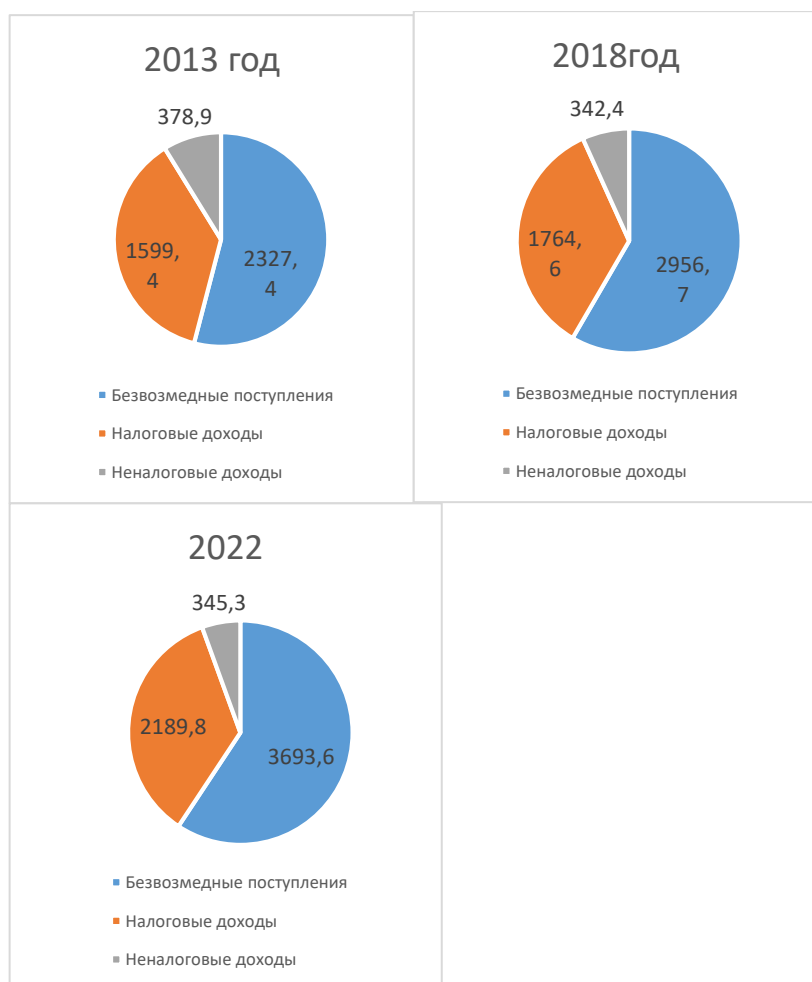 2013 год
378,9
1599,
4
2327,
4
Безвозмедные поступления
Налоговые доходы
Неналоговые доходы
2018год
342,4
1764,
6
2956,
7
Безвозмедные поступления
Налоговые доходы
Неналоговые доходы
2022
345,3
2189,8
3693,6
Безвозмедные поступления
Налоговые доходы
Неналоговые доходы